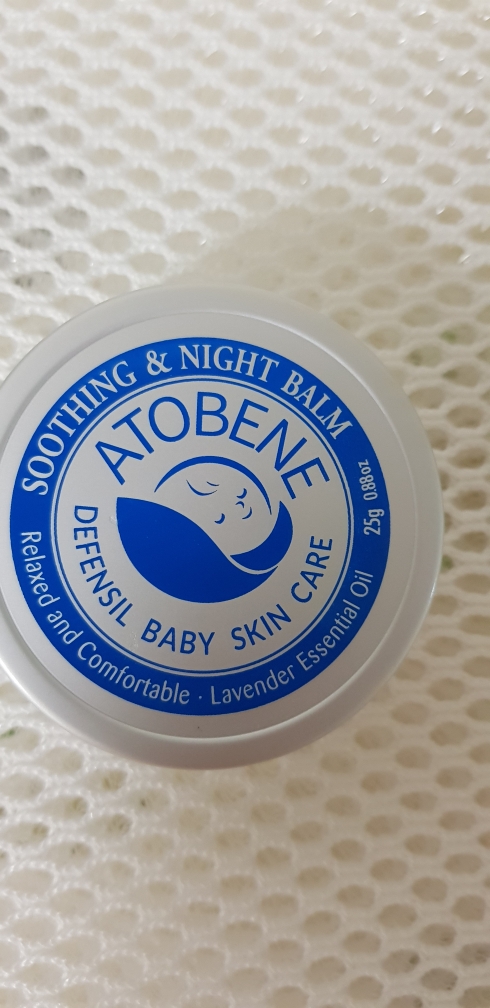 SOOTHING & NIGHT BALM
25g 0.88oz
ATOBENE
DEFENSIL BABY SKIN CARE
Relaxed and Comfortable · Lavender Essential Oil